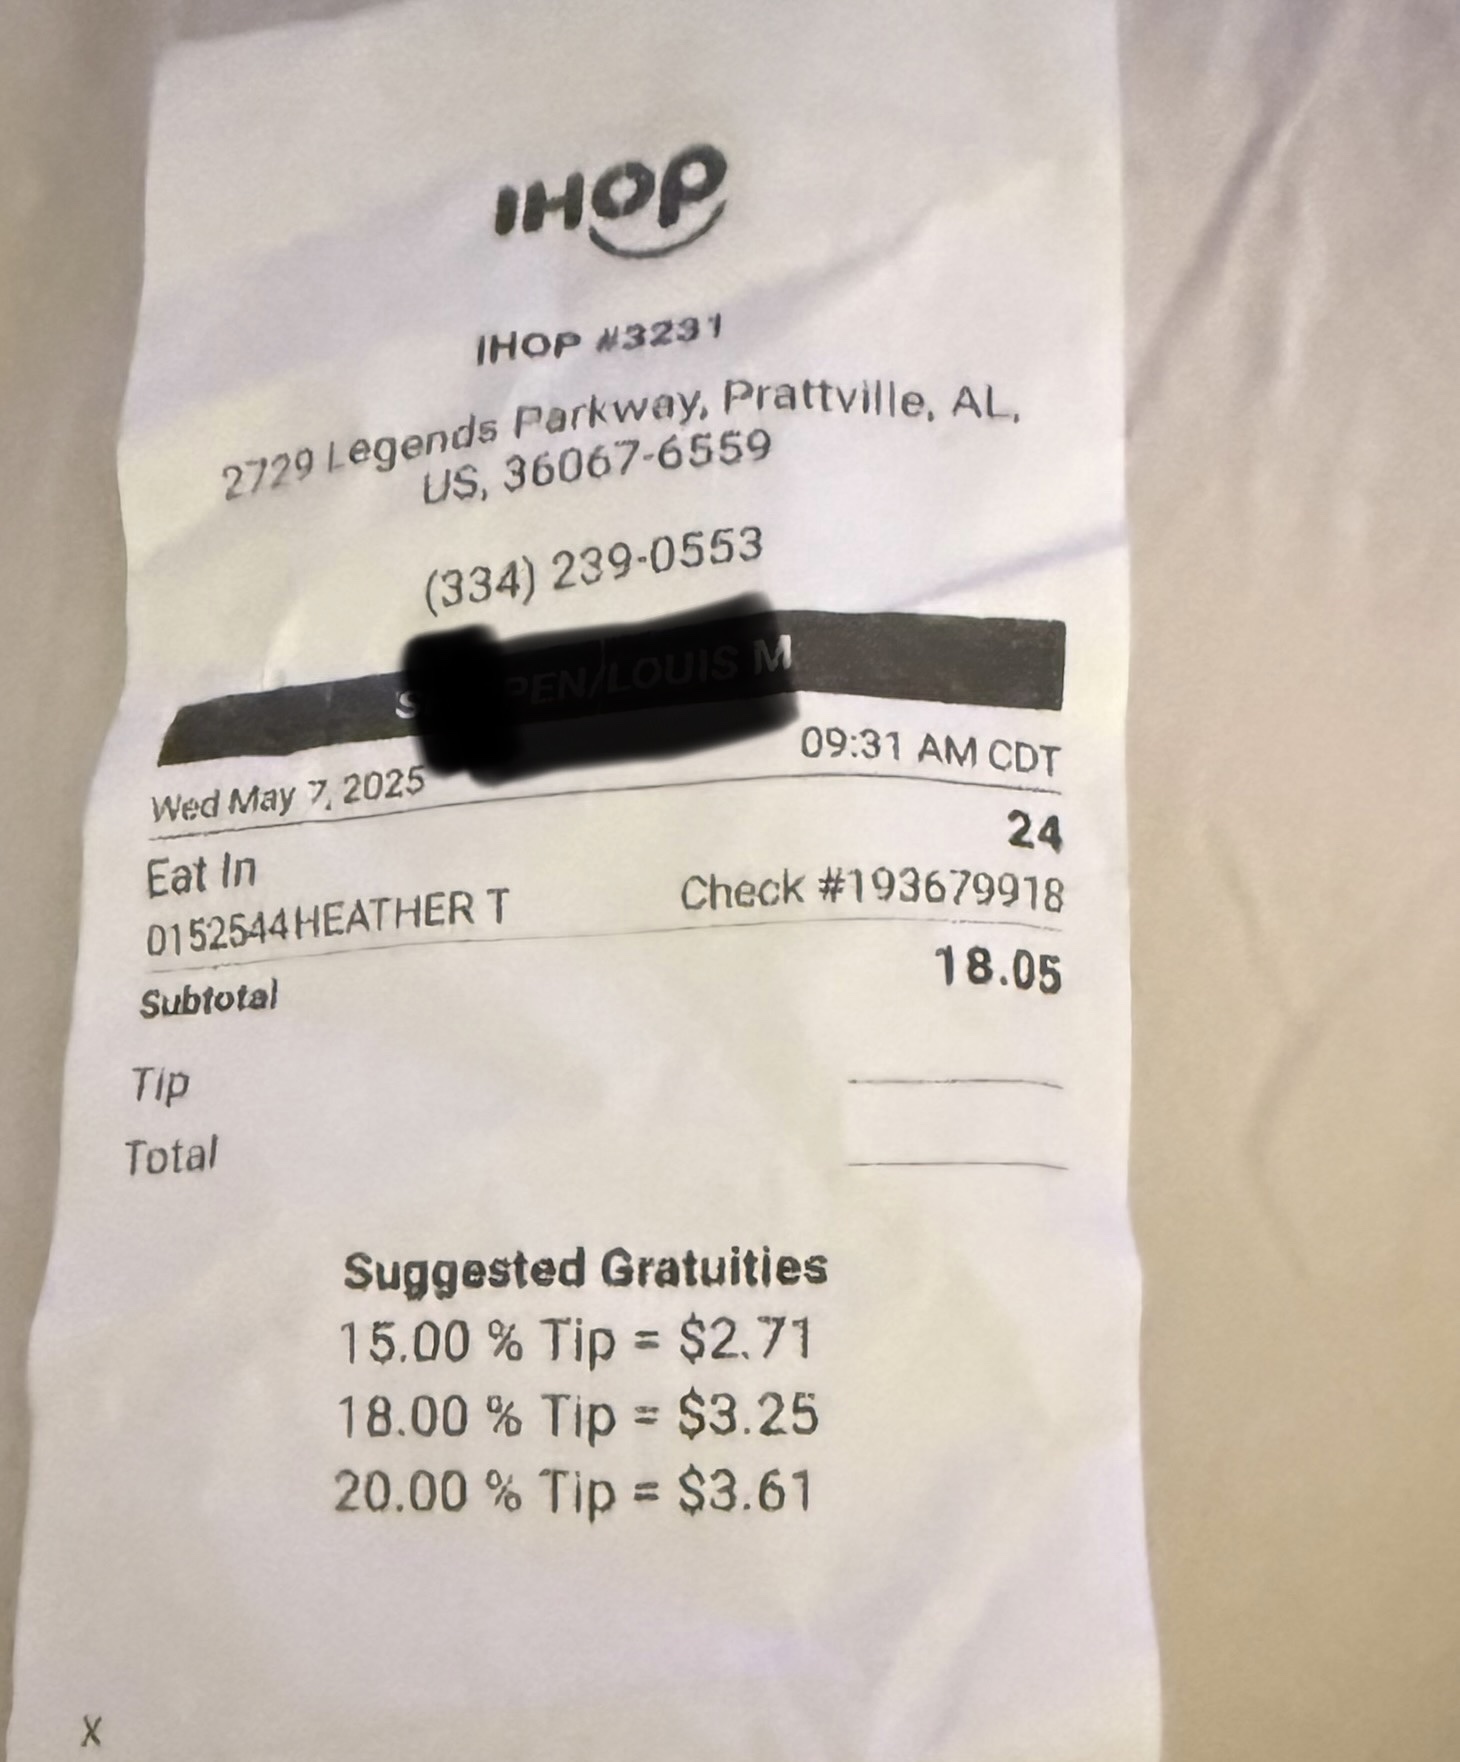 IHOP
IHOP #3231
2729 Legends Parkway, Prattville, AL,
US, 36067-6559
(334) 239-0553
Wed May 7, 2025 09:31 AM CDT
Eat In 24
0152544HEATHER T Check #193679918
Subtotal 18.05
Tip
Total
Suggested Gratuities
15.00 % Tip = $2.71
18.00 % Tip = $3.25
20.00 % Tip = $3.61
X